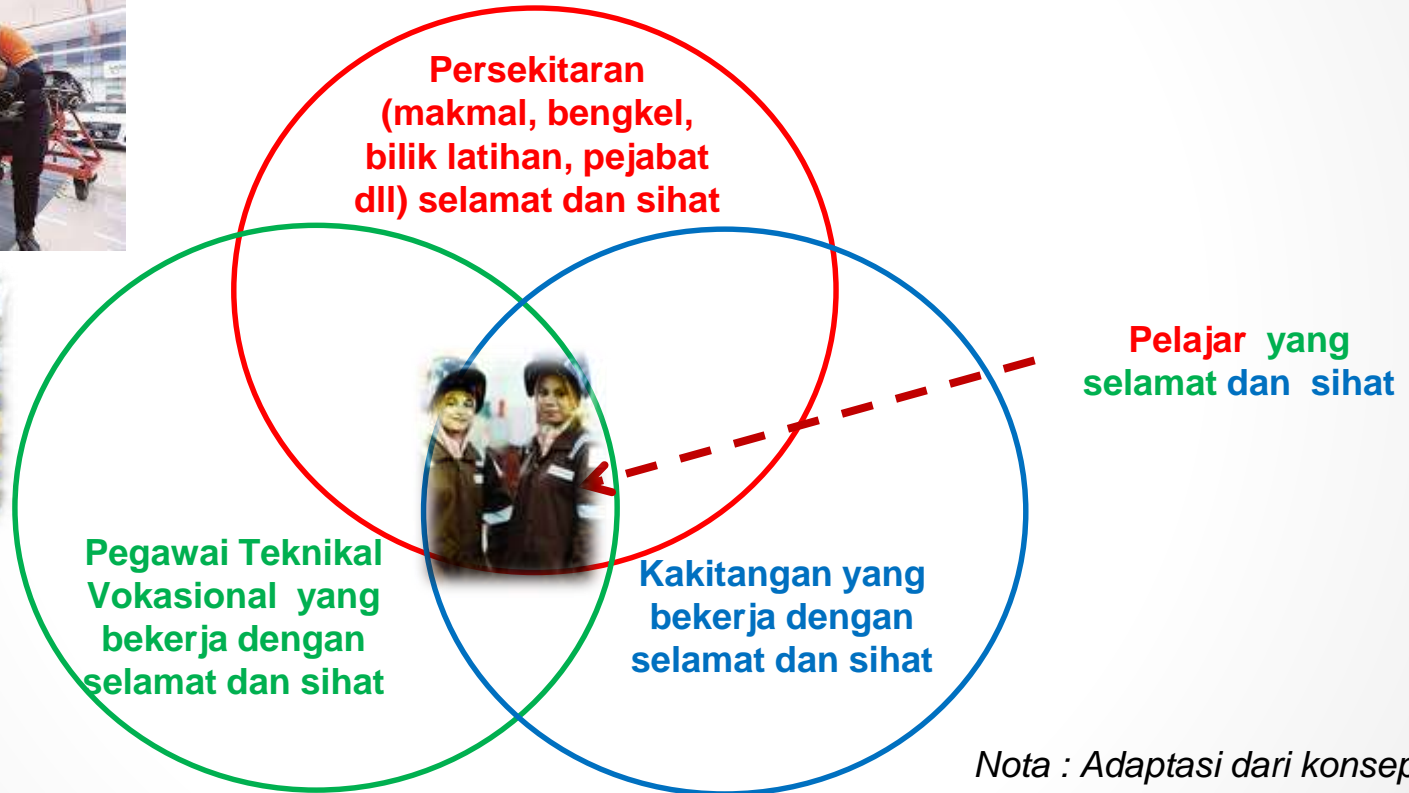 Persekitaran
(makmal, bengkel,
bilik latihan, pejabat
dll) selamat dan sihat
Pelajar yang
selamat dan sihat
Pegawai Teknikal
Vokasional yang
bekerja dengan
selamat dan sihat
Kakitangan yang
bekerja dengan
selamat dan sihat
Nota : Adaptasi dari konsep